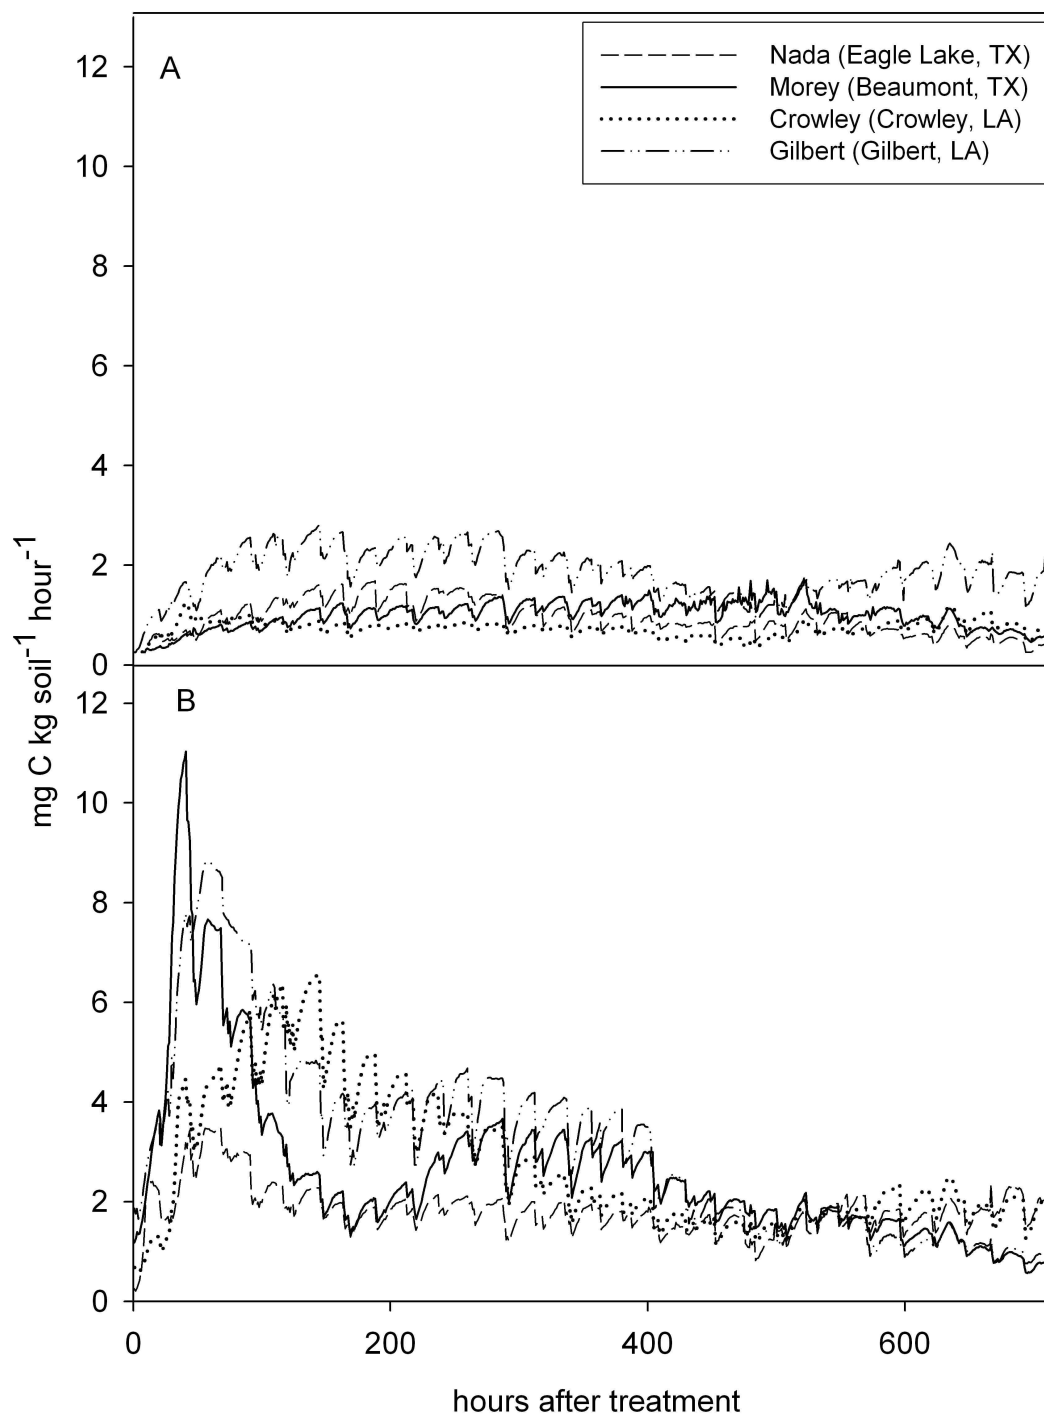 A
Nada (Eagle Lake, TX)
Morey (Beaumont, TX)
Crowley (Crowley, LA)
Gilbert (Gilbert, LA)
12
10
8
6
4
2
0
B
12
10
8
6
4
2
0
mg C kg soil⁻¹ hour⁻¹
0 200 400 600
hours after treatment